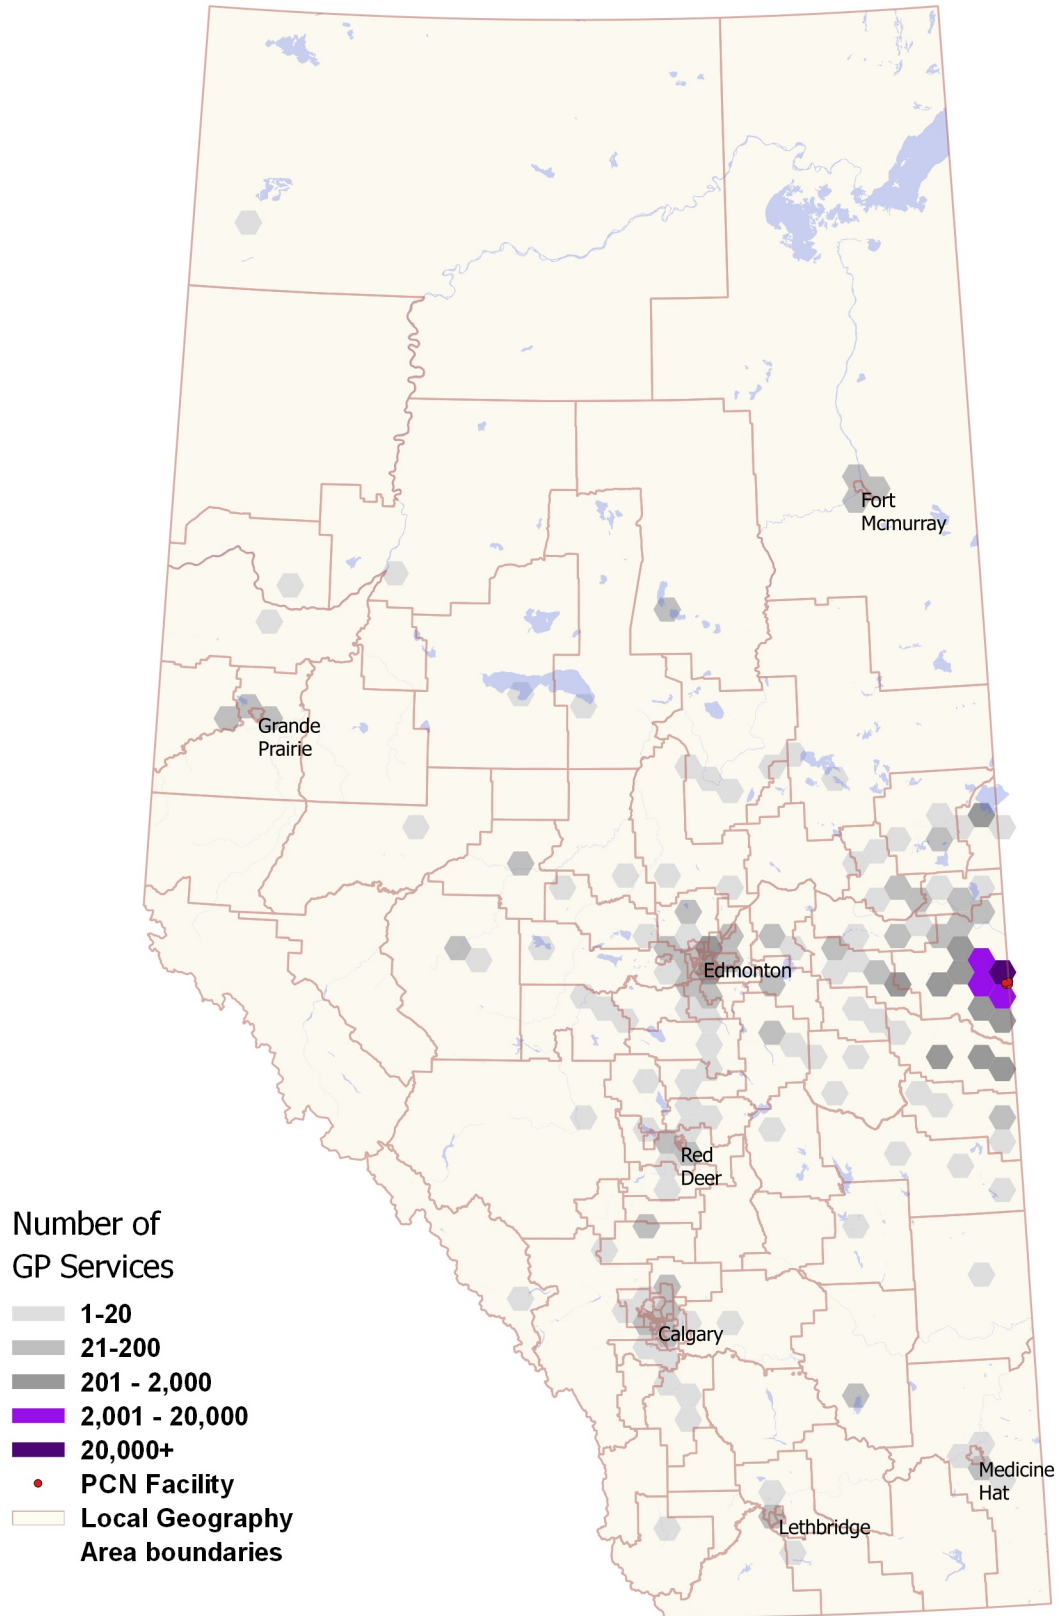 Fort
Mcmurray
Grande
Prairie
Edmonton
Red
Deer
Calgary
Medicine
Hat
Lethbridge
Number of
GP Services
1-20
21-200
201 - 2,000
2,001 - 20,000
20,000+
PCN Facility
Local Geography
Area boundaries